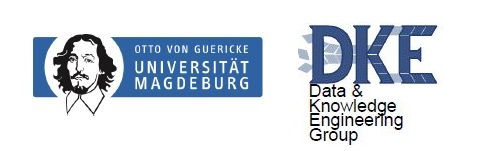 OTTO VON GUERICKE
UNIVERSITÄT
MAGDEBURG
DKE
Data &
Knowledge
Engineering
Group